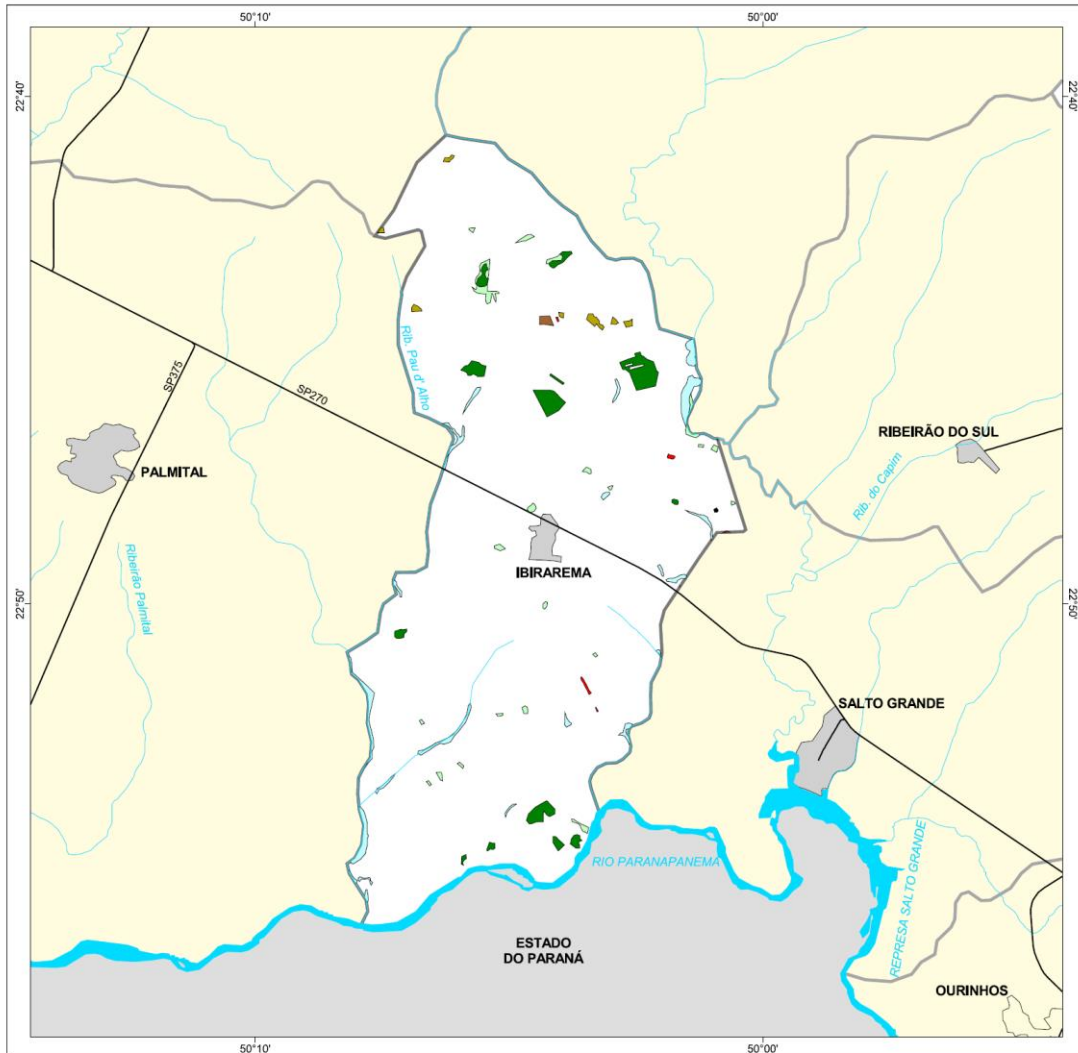 50°10'
50°00'
22°40'
22°40'
SP375
SP270
Rib. Pau d' Alho
PALMITAL
RIBEIRÃO DO SUL
Rib. do Capim
IBIRAREMA
Ribeirão Palmital
22°50'
22°50'
SALTO GRANDE
RIO PARANAPANEMA
REPRESA SALTO GRANDE
ESTADO
DO PARANÁ
OURINHOS
50°10'
50°00'